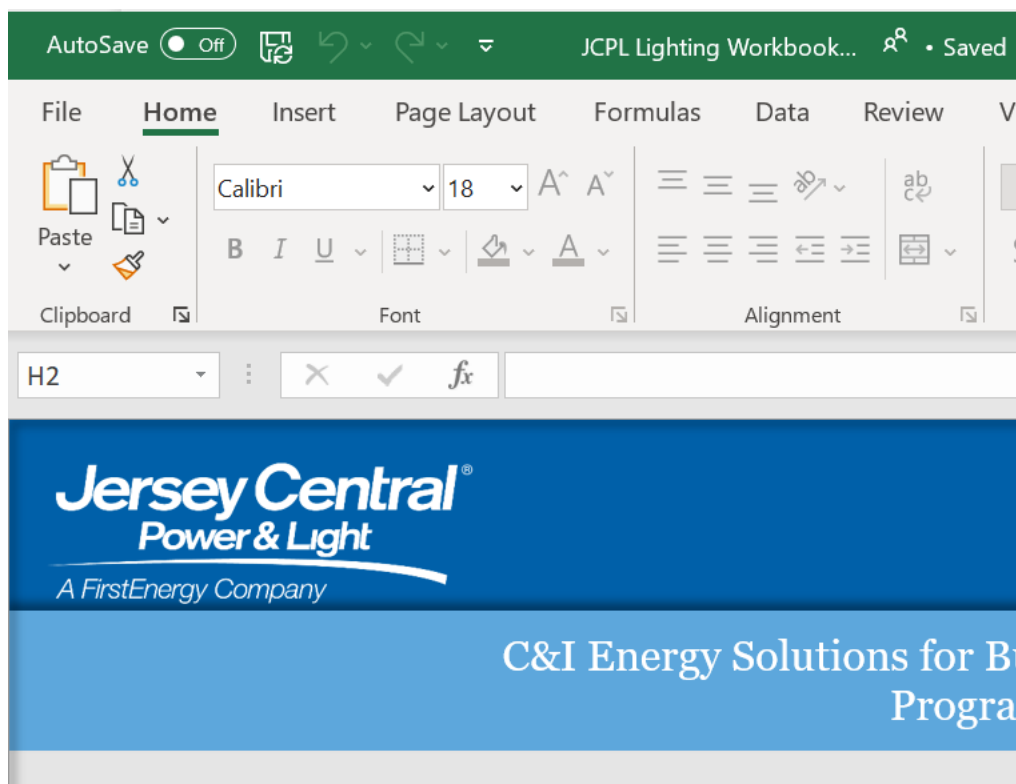 AutoSave Off JCPL Lighting Workbook... • Saved
File Home Insert Page Layout Formulas Data Review V
Calibri 18 A A ab c
Paste B I U A
Clipboard Font Alignment
H2 fx
Jersey Central®
Power & Light
A FirstEnergy Company
C&I Energy Solutions for Bu
Progra